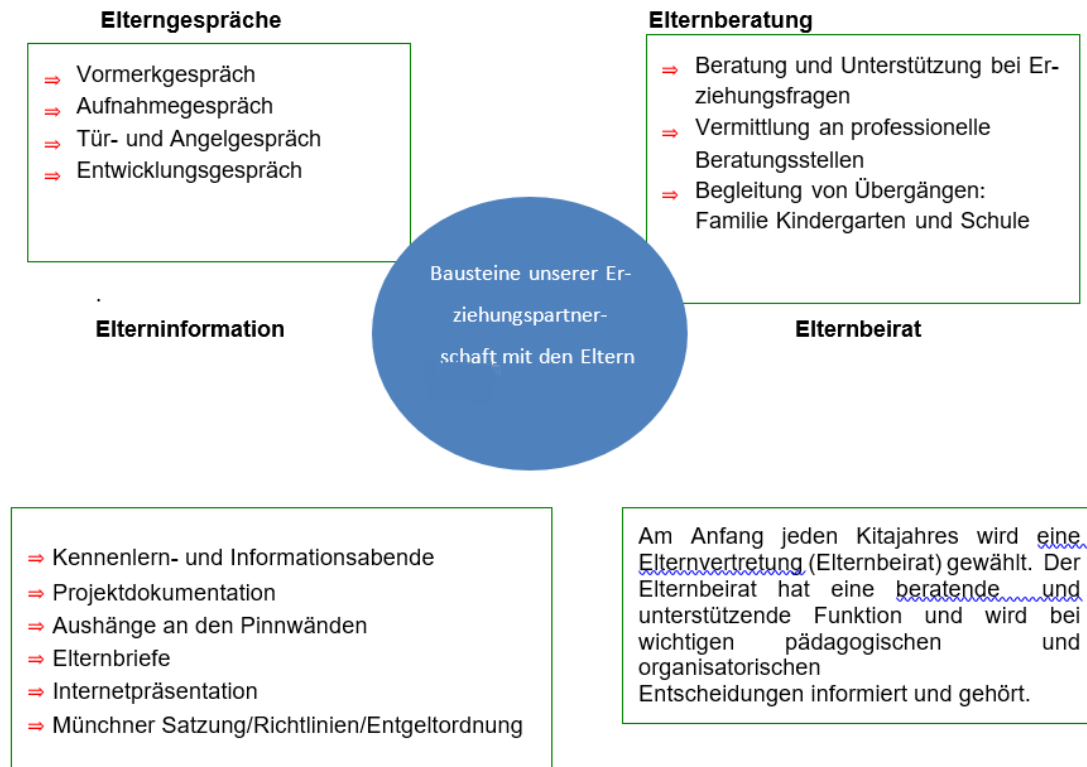 Elterngespräche
⇒ Vormerkgespräch
⇒ Aufnahmegespräch
⇒ Tür- und Angelgespräch
⇒ Entwicklungsgespräch
Elternberatung
⇒ Beratung und Unterstützung bei Er-
ziehungsfragen
⇒ Vermittlung an professionelle
Beratungsstellen
⇒ Begleitung von Übergängen:
Familie Kindergarten und Schule
Bausteine unserer Er-
ziehungspartner-
schaft mit den Eltern
.
Elterninformation
Elternbeirat
⇒ Kennenlern- und Informationsabende
⇒ Projektdokumentation
⇒ Aushänge an den Pinnwänden
⇒ Elternbriefe
⇒ Internetpräsentation
⇒ Münchner Satzung/Richtlinien/Entgeltordnung
Am Anfang jeden Kitajahres wird eine
Elternvertretung (Elternbeirat) gewählt. Der
Elternbeirat hat eine beratende und
unterstützende Funktion und wird bei
wichtigen pädagogischen und
organisatorischen
Entscheidungen informiert und gehört.